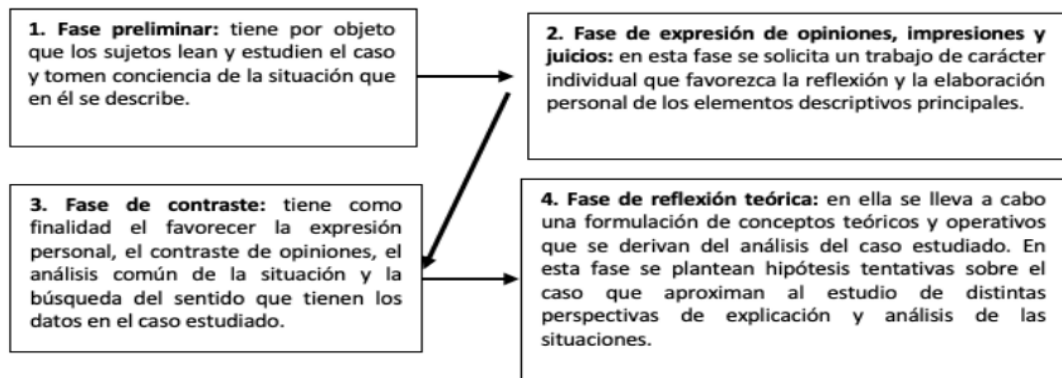 1. Fase preliminar: tiene por objeto
que los sujetos lean y estudien el caso
y tomen conciencia de la situación que
en él se describe.
2. Fase de expresión de opiniones, impresiones y
juicios: en esta fase se solicita un trabajo de carácter
individual que favorezca la reflexión y la elaboración
personal de los elementos descriptivos principales.
3. Fase de contraste: tiene como
finalidad el favorecer la expresión
personal, el contraste de opiniones, el
análisis común de la situación y la
búsqueda del sentido que tienen los
datos en el caso estudiado.
4. Fase de reflexión teórica: en ella se lleva a cabo
una formulación de conceptos teóricos y operativos
que se derivan del análisis del caso estudiado. En
esta fase se plantean hipótesis tentativas sobre el
caso que aproximan al estudio de distintas
perspectivas de explicación y análisis de las
situaciones.